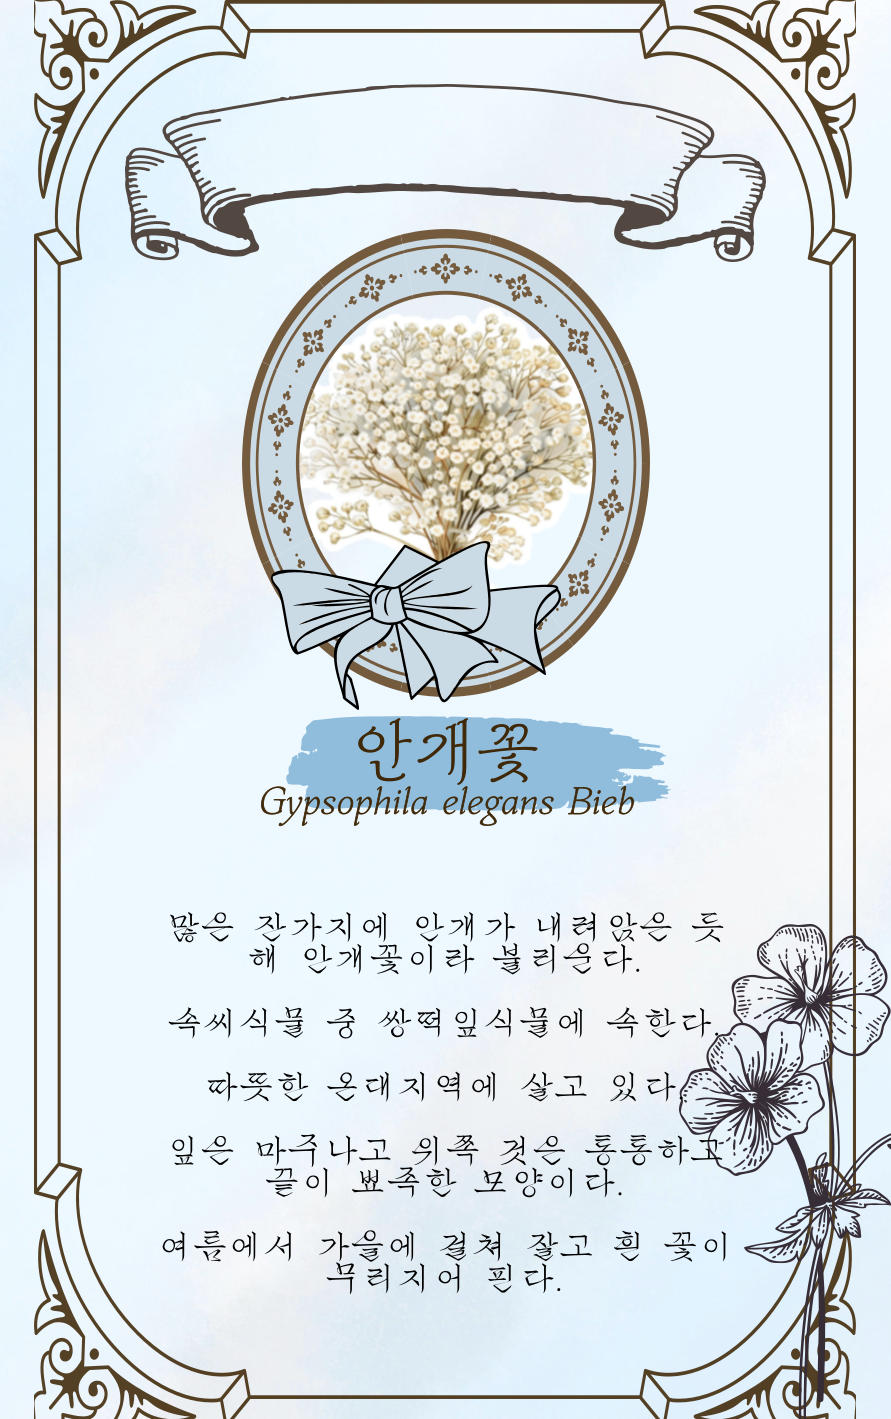 안개꽃
Gypsophila elegans Bieb
많은 잔가지에 안개가 내려앉은 듯
해 안개꽃이라 불리운다.
속씨식물 중 쌍떡잎식물에 속한다.
따뜻한 온대지역에 살고 있다.
잎은 마주나고 위쪽 것은 통통하고
끝이 뾰족한 모양이다.
여름에서 가을에 걸쳐 잘고 흰 꽃이
무리지어 핀다.